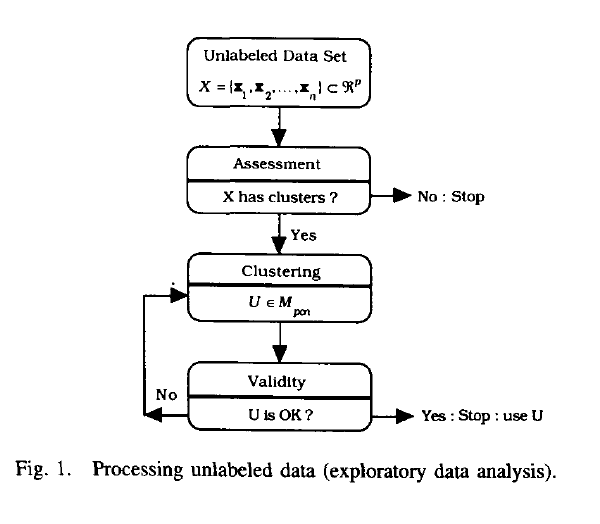 Unlabeled Data Set
X = {x₁,x₂,...,xₙ} ⊂ ℜᵖ
Assessment
X has clusters ?
No : Stop
Yes
Clustering
U ∈ M_pcn
Validity
No
U is OK ?
Yes : Stop : use U
Fig. 1. Processing unlabeled data (exploratory data analysis).